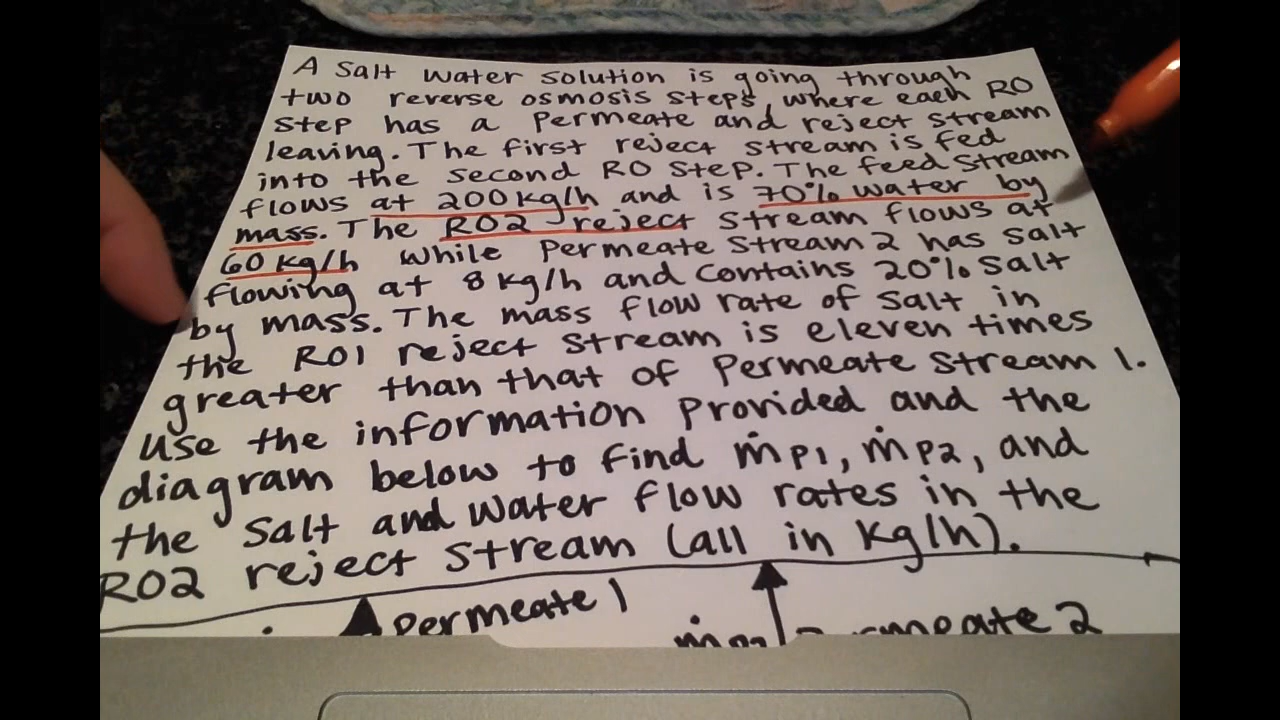 A salt water solution is going through
two reverse osmosis steps, where each RO
step has a permeate and reject stream
leaving. The first reject stream is fed
into the second RO step. The feed stream
flows at 200 kg/h and is 70% water by
mass. The RO2 reject stream flows at
60 kg/h while permeate stream 2 has salt
flowing at 8 kg/h and contains 20% salt
by mass. The mass flow rate of salt in
the RO1 reject stream is eleven times
greater than that of permeate stream 1.
Use the information provided and the
diagram below to find ṁp1, ṁp2, and
the salt and water flow rates in the
RO2 reject stream (all in kg/h).
Permeate 1